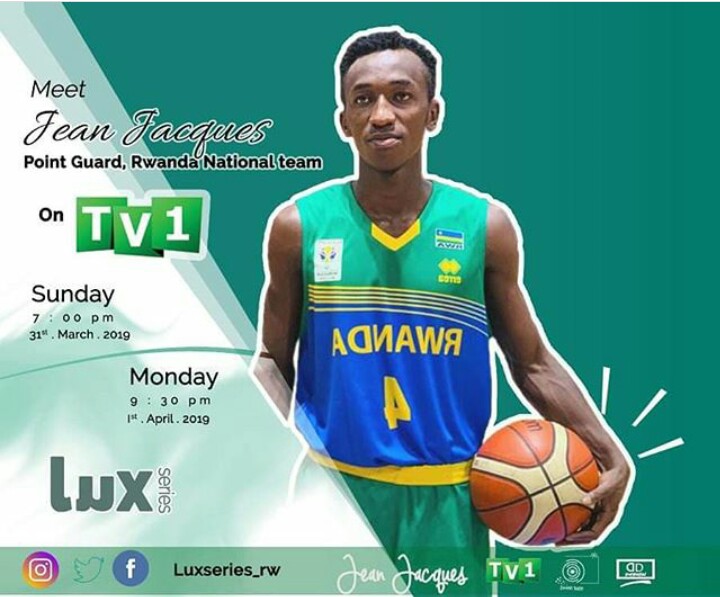 Meet
Jean Jacques
Point Guard, Rwanda National team
On TV1
Sunday
7 : 00 pm
31st . March . 2019
Monday
9 : 30 pm
1st . April . 2019
lux series
RWANDA
4
Luxseries_rw
Jean Jacques
TV1